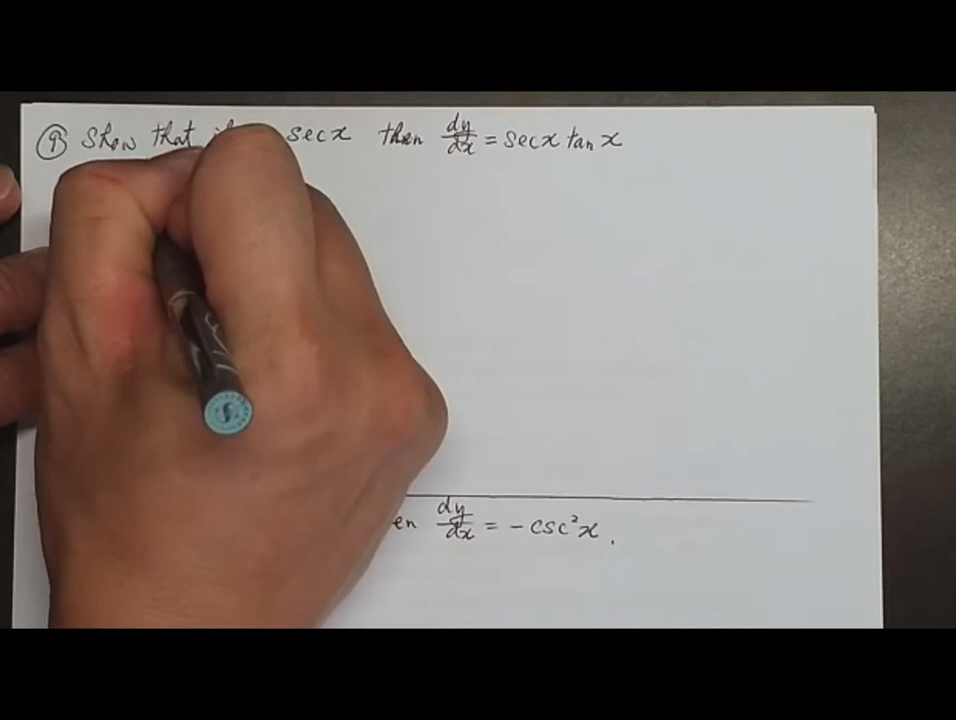 9 Show that secx then dy/dx = secx tanx
en dy/dx = -csc²x.